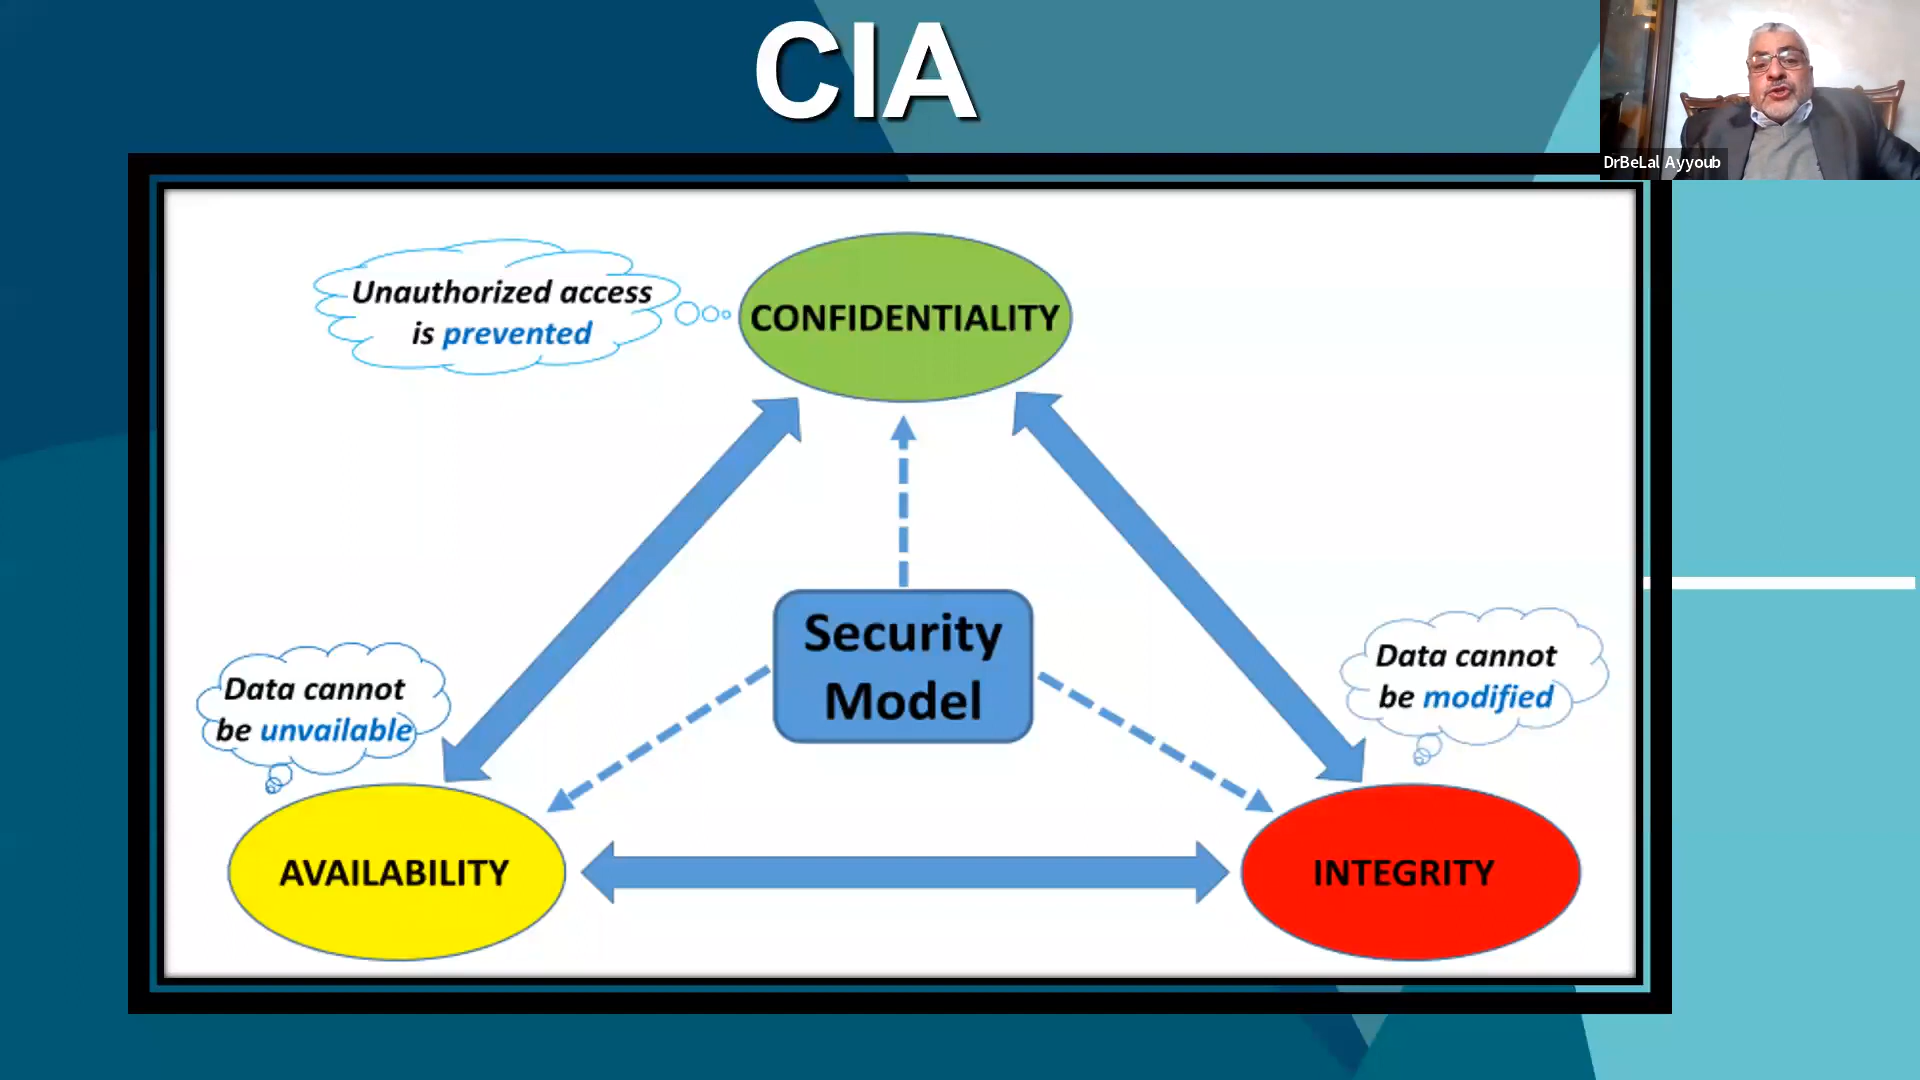 CIA
DrBeLal Ayyoub
Unauthorized access
is prevented
CONFIDENTIALITY
Security
Model
Data cannot
be unvailable
Data cannot
be modified
AVAILABILITY
INTEGRITY